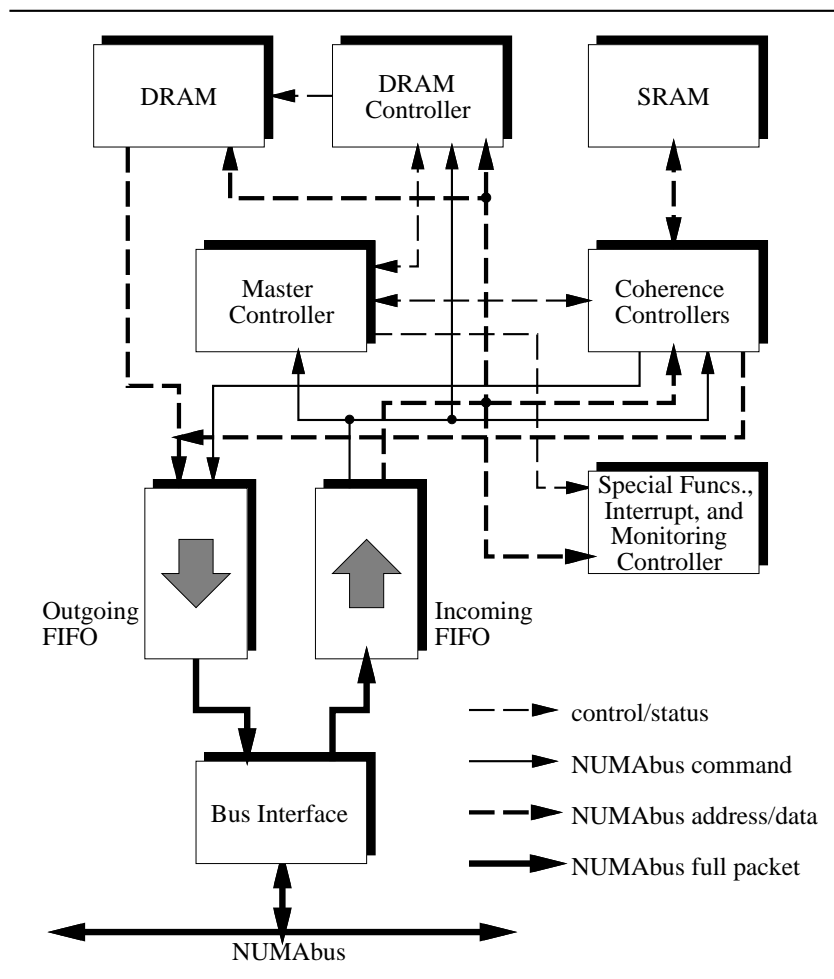 DRAM
DRAM
Controller
SRAM
Master
Controller
Coherence
Controllers
Special Funcs.,
Interrupt, and
Monitoring
Controller
Outgoing
FIFO
Incoming
FIFO
Bus Interface
NUMAbus
control/status
NUMAbus command
NUMAbus address/data
NUMAbus full packet